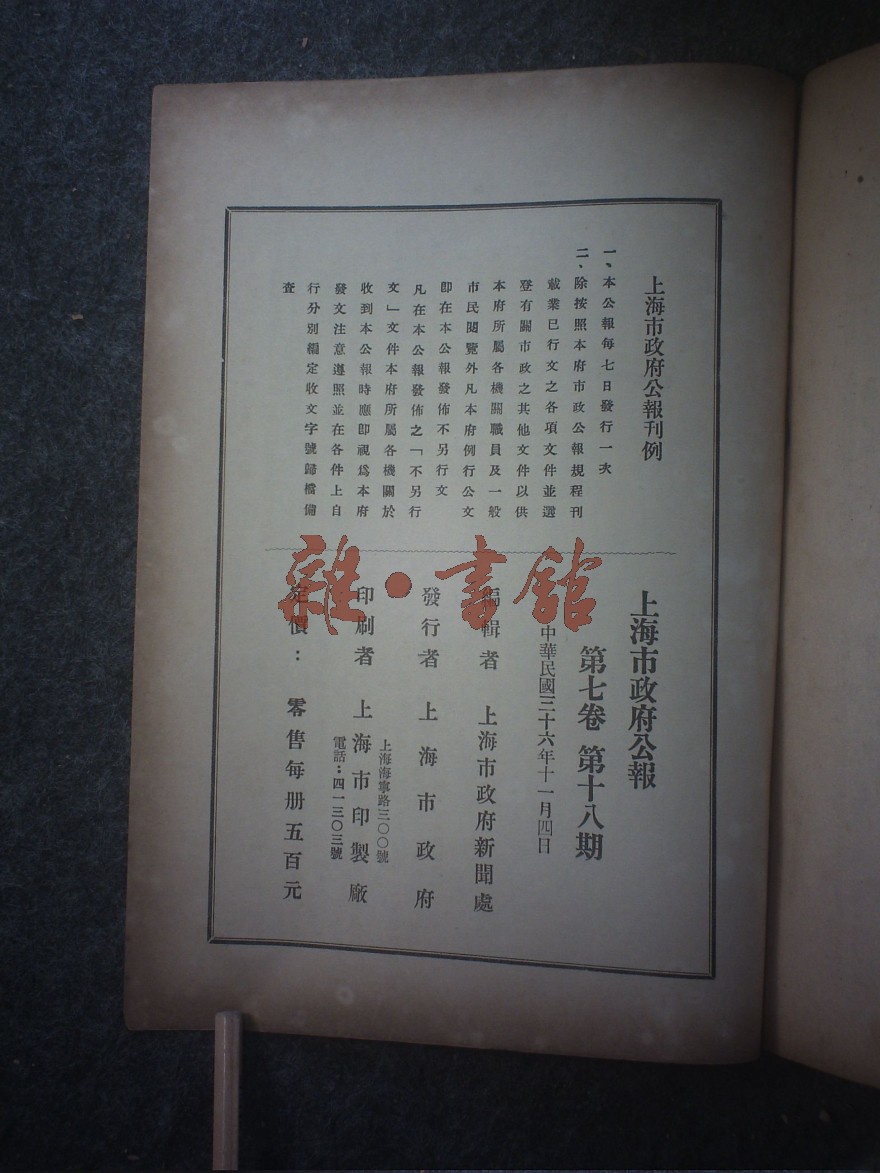 上海市政府公報刊例
一、本公報每七日發行一次
二、除按照本府市政公報規程刊
載業已行文之各項文件並選
登有關市政之其他文件以供
本府所屬各機關職員及一般
市民閱覽外凡本府例行公文
即在本公報發佈不另行文
凡在本公報發佈之「不另行
文」文件本府所屬各機關於
收到本公報時應即視爲本府
發文注意遵照並在各件上自
行分別編定收文字號歸檔備
查
上海市政府公報
第七卷 第十八期
中華民國三十六年十一月四日
編輯者 上海市政府新聞處
發行者 上海市政府
印刷者 上海市印製廠
上海海寧路三〇〇號
電話：四一三〇三號
定價： 零售每册五百元
雜·書館